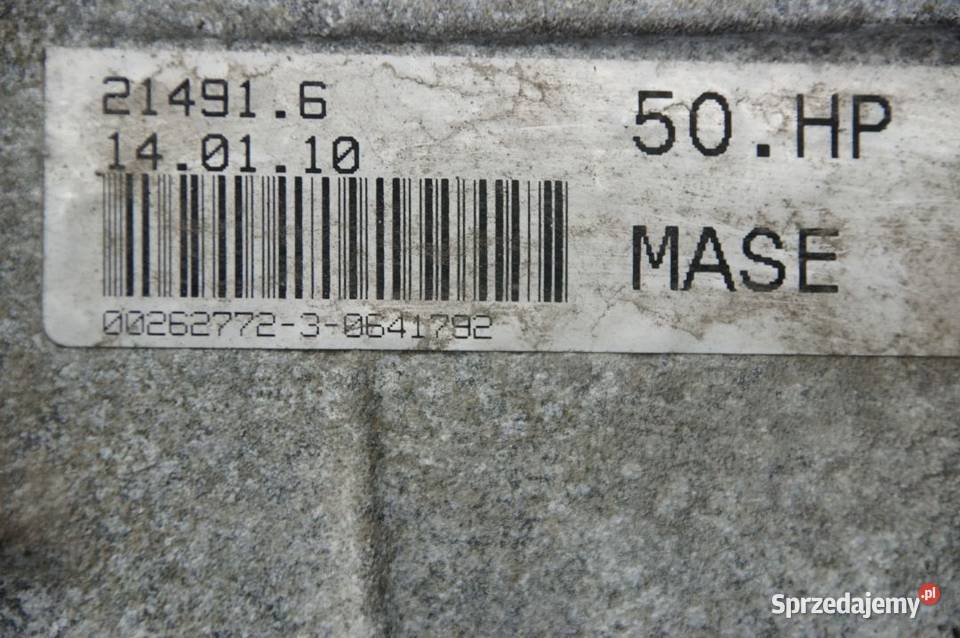 21491.6
14.01.10
00262772-3-0641792
50.HP
MASE
Sprzedajemy.pl